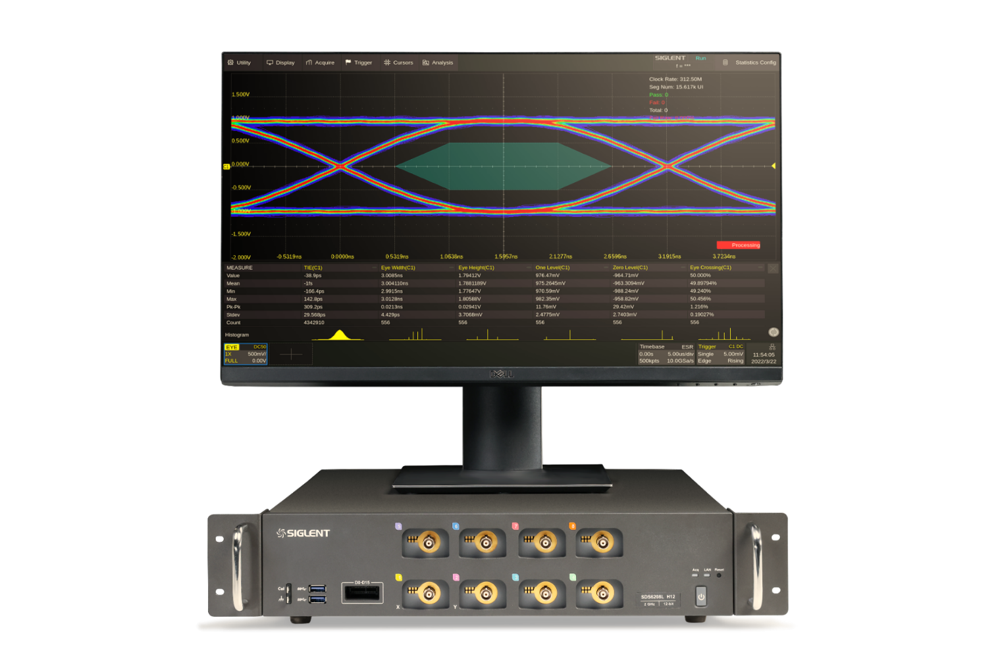 Utility Display Acquire Trigger Cursors Analysis SIGLENT Run Statistics Config
f = ***
Clock Rate: 312.50M
Seg Num: 15.617k UI
Pass: 0
Fail: 0
Total: 0
1.500V
1.000V
0.500V
C1 0.000V
-0.500V
-1.000V
-1.500V
Processing
-2.000V -0.5319ns 0.0000ns 0.5319ns 1.0638ns 1.5957ns 2.1277ns 2.6596ns 3.1915ns 3.7234ns
MEASURE TIE(C1) Eye Width(C1) Eye Height(C1) One Level(C1) Zero Level(C1) Eye Crossing(C1)
Value -38.9ps 3.0085ns 1.79412V 976.47mV -964.71mV 50.000%
Mean -1fs 3.004110ns 1.7881189V 975.2645mV -963.3094mV 49.89794%
Min -166.4ps 2.9915ns 1.77647V 970.59mV -988.24mV 49.240%
Max 142.8ps 3.0128ns 1.80588V 982.35mV -958.82mV 50.456%
Pk-Pk 309.2ps 0.0213ns 0.02941V 11.76mV 29.42mV 1.216%
Stdev 29.568ps 4.429ps 3.7068mV 2.4775mV 2.7403mV 0.19027%
Count 4342910 556 556 556 556 556
Histogram
EYE DC50
1X 500mV/
FULL 0.00V
Timebase ESR
0.00s 5.00us/div
500kpts 10.0GSa/s
Trigger C1 DC
Single 5.00mV
Edge Rising
11:54:05
2022/3/22
DELL
SIGLENT
5 6 7 8
Cal
D0-D15
1 2 3 4
X Y
Acq LAN Reset
SDS6208L H12
2 GHz 12-bit